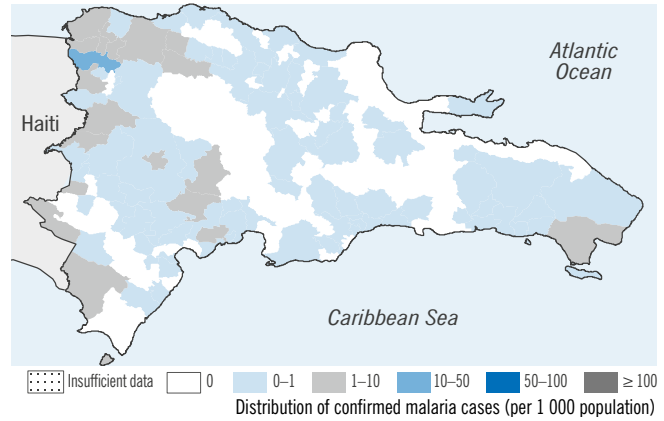 Atlantic
Ocean
Haiti
Caribbean Sea
Insufficient data 0 0–1 1–10 10–50 50–100 ≥ 100
Distribution of confirmed malaria cases (per 1 000 population)